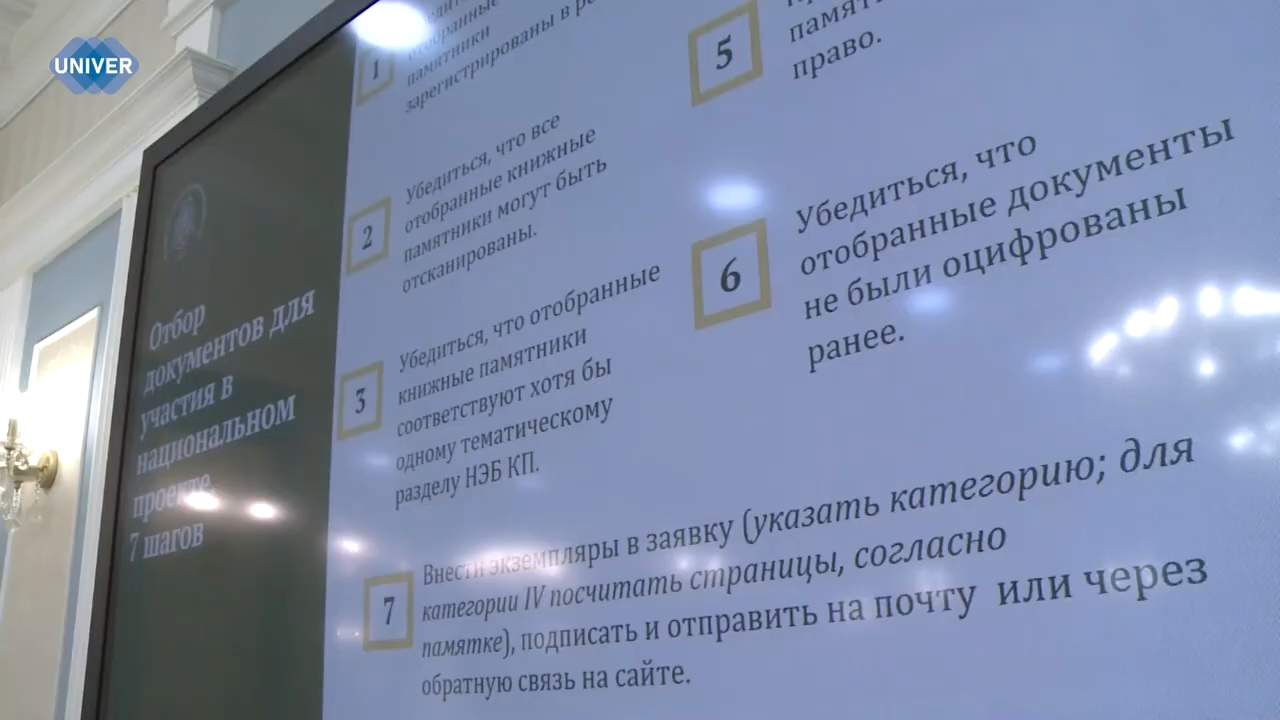 UNIVER
Отбор
документов для
участия в
национальном
проекте.
7 шагов
1
отобранные
памятники
зарегистрированы в
2
Убедиться, что все
отобранные книжные
памятники могут быть
отсканированы.
3
Убедиться, что отобранные
книжные памятники
соответствуют хотя бы
одному тематическому
разделу НЭБ КП.
5
право.
6
Убедиться, что
отобранные документы
не были оцифрованы
ранее.
7
Внести экземпляры в заявку (указать категорию; для
категории IV посчитать страницы, согласно
памятке), подписать и отправить на почту или через
обратную связь на сайте.